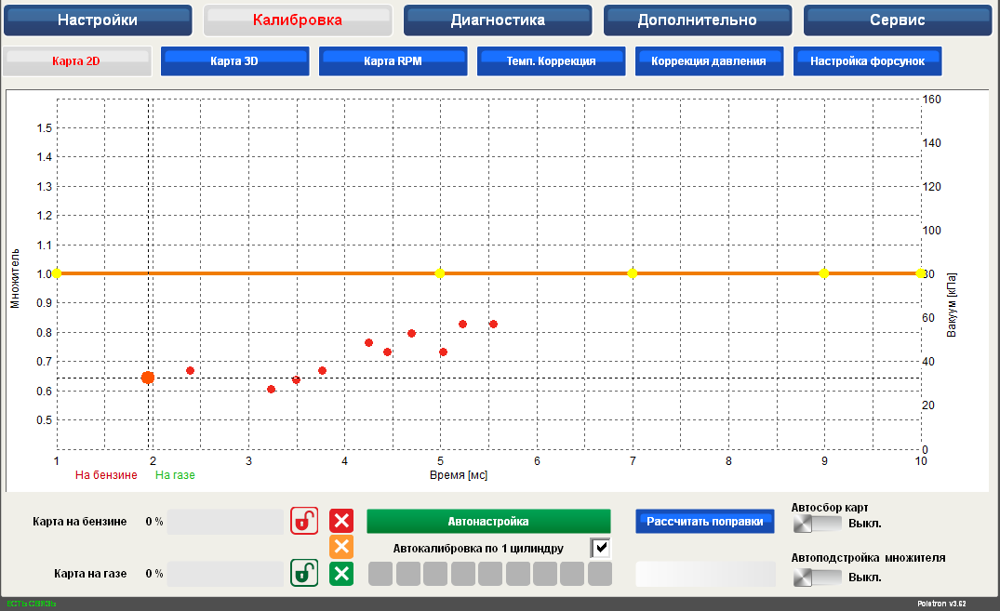 Настройки Калибровка Диагностика Дополнительно Сервис
Карта 2D Карта 3D Карта RPM Темп. Коррекция Коррекция давления Настройка форсунок
160
1.5
140
1.4
1.3 120
1.2
100
1.1
1.0 80
Множитель
0.9
Вакуум [кПа]
60
0.8
0.7 40
0.6
20
0.5
0
1 2 3 4 5 6 7 8 9 10
На бензине На газе Время [мс]
Карта на бензине 0 % Автонастройка Рассчитать поправки
Автосбор карт
Выкл.
Автокалибровка по 1 цилиндру
Автоподстройка множителя
Карта на газе 0 %
Выкл.
ЕСТЬ СВЯЗЬ Poletron v3.62